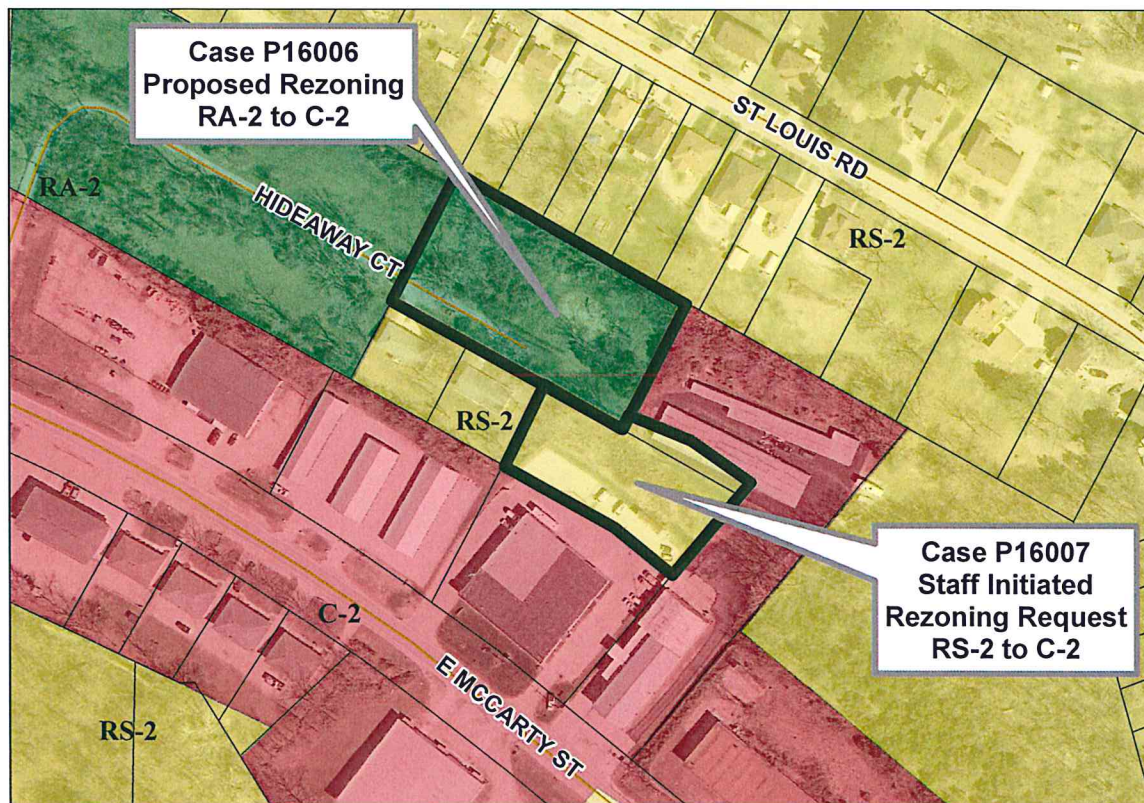 Case P16006
Proposed Rezoning
RA-2 to C-2
ST LOUIS RD
RA-2
HIDEAWAY CT
RS-2
RS-2
Case P16007
Staff Initiated
Rezoning Request
RS-2 to C-2
C-2
E MCCARTY ST
RS-2